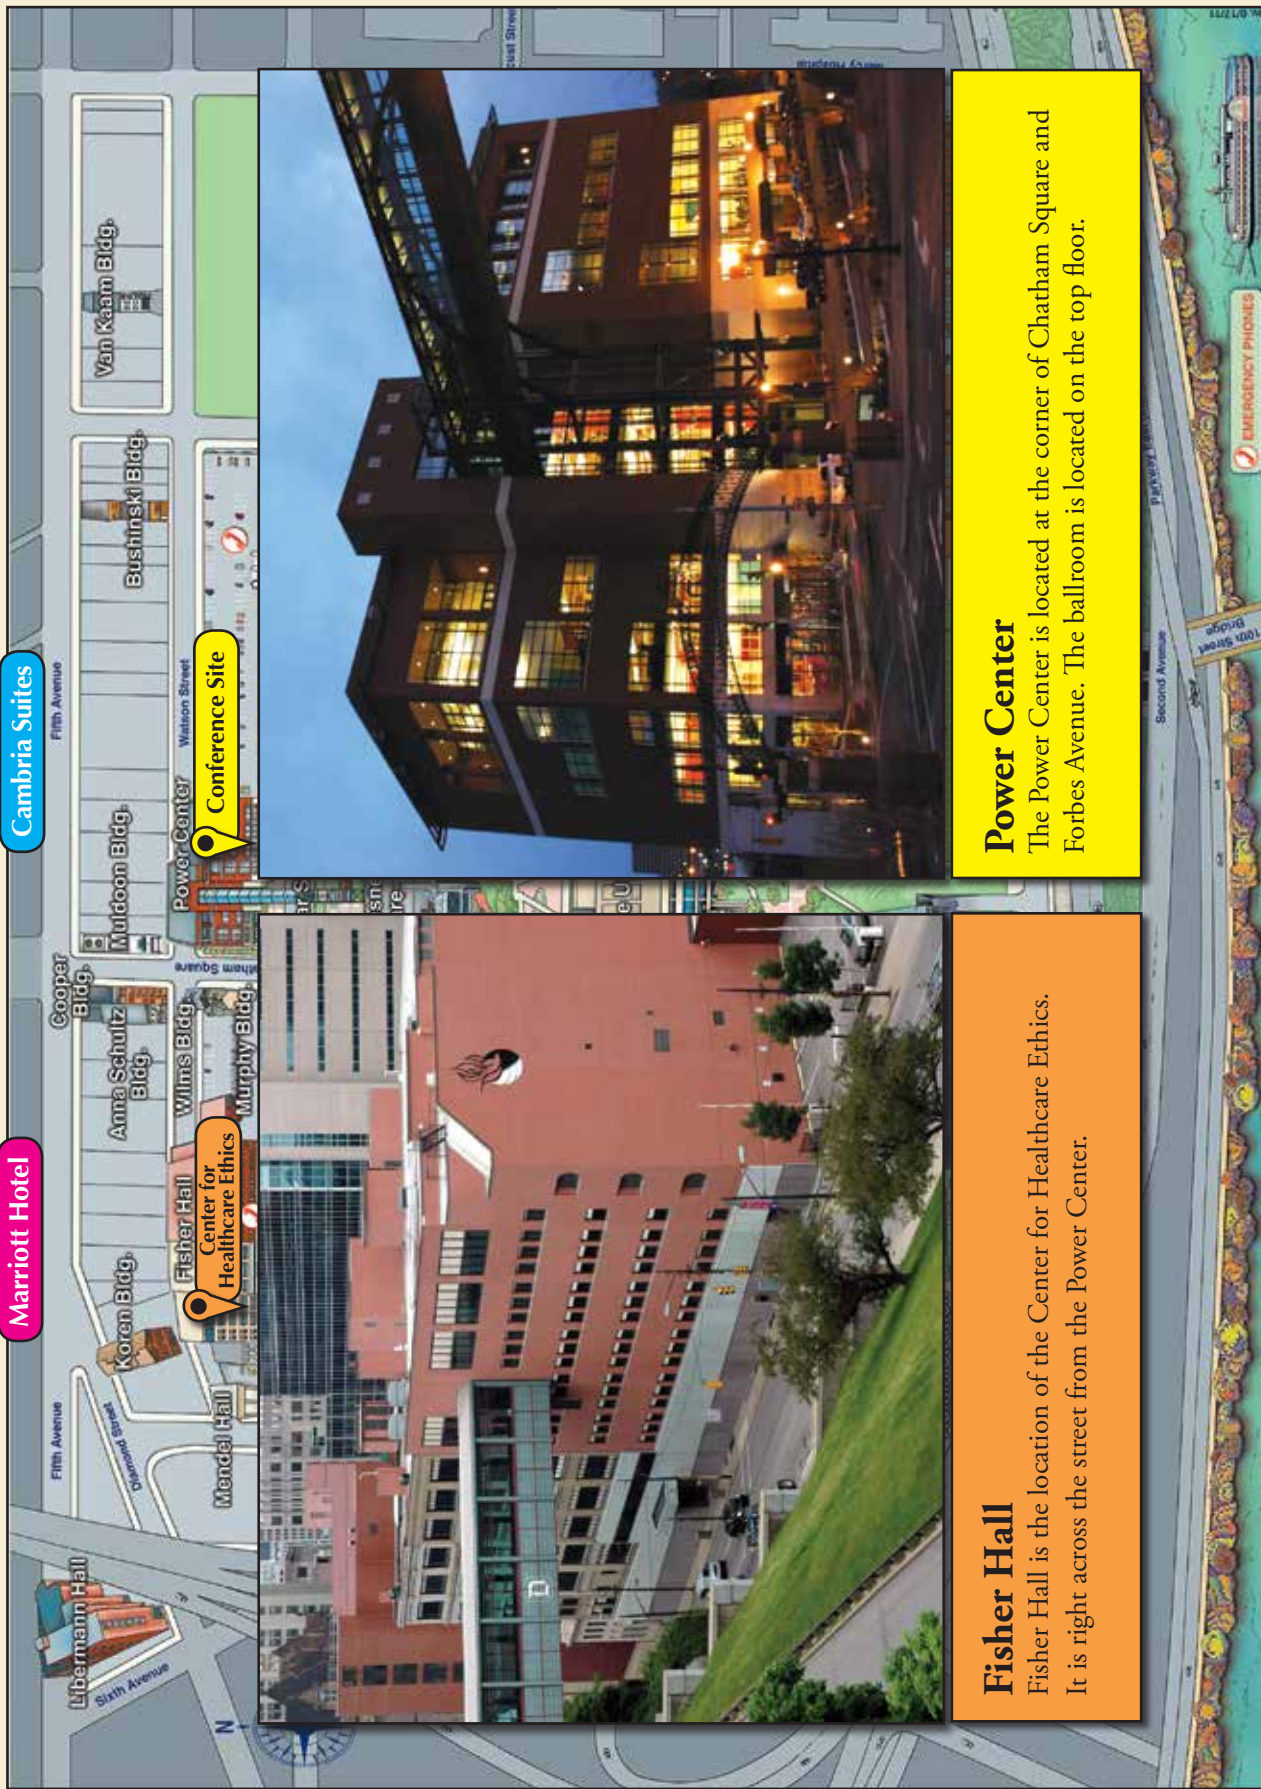 Marriott Hotel
Cambria Suites
Fifth Avenue
Fifth Avenue
Libermann Hall
Sixth Avenue
Diamond Street
Koren Bldg.
Anna Schultz
Bldg.
Cooper
Bldg.
Muldoon Bldg.
Bushinski Bldg.
Van Kaam Bldg.
Mendel Hall
Fisher Hall
Wilms Bldg.
Murphy Bldg.
Power Center
Watson Street
Center for
Healthcare Ethics
Conference Site
N
Mercy Hospital
D
Fisher Hall
Fisher Hall is the location of the Center for Healthcare Ethics.
It is right across the street from the Power Center.
Power Center
The Power Center is located at the corner of Chatham Square and
Forbes Avenue. The ballroom is located on the top floor.
Second Avenue
10th Street
Bridge
EMERGENCY PHONES